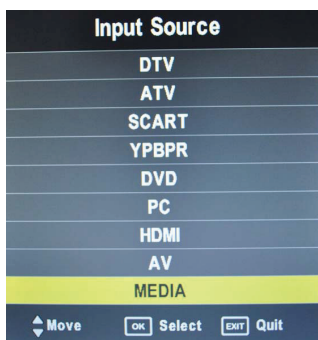 Input Source
DTV
ATV
SCART
YPBPR
DVD
PC
HDMI
AV
MEDIA
Move OK Select EXIT Quit